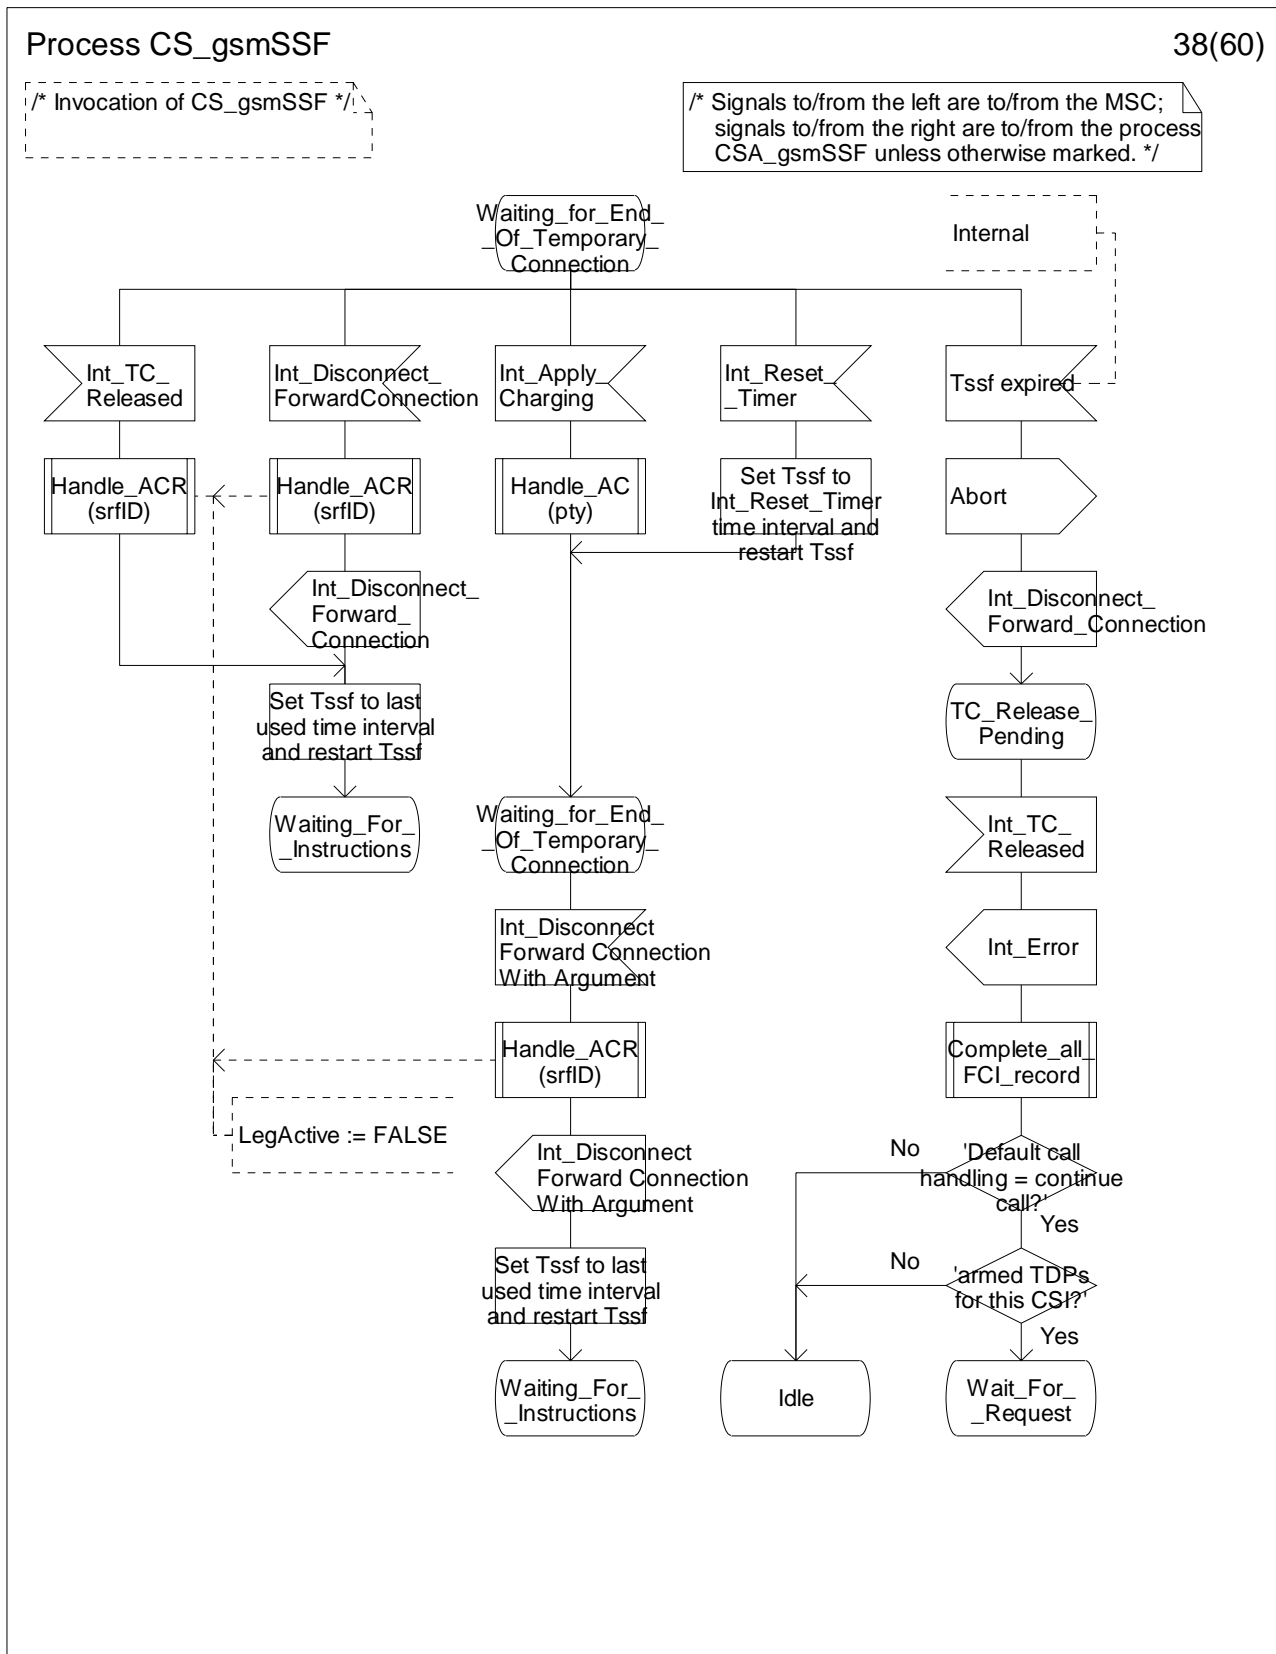 Process CS_gsmSSF
38(60)
/* Invocation of CS_gsmSSF */
/* Signals to/from the left are to/from the MSC;
signals to/from the right are to/from the process
CSA_gsmSSF unless otherwise marked. */
Waiting_for_End_
_Of_Temporary_
Connection
Internal
Int_TC_
Released
Int_Disconnect_
ForwardConnection
Int_Apply_
Charging
Int_Reset_
_Timer
Tssf expired
Handle_ACR
(srfID)
Handle_ACR
(srfID)
Handle_AC
(pty)
Set Tssf to
Int_Reset_Timer
time interval and
restart Tssf
Abort
Int_Disconnect_
Forward_
Connection
Int_Disconnect_
Forward_Connection
Set Tssf to last
used time interval
and restart Tssf
TC_Release_
Pending
Waiting_For_
_Instructions
Waiting_for_End_
_Of_Temporary_
Connection
Int_TC_
Released
Int_Disconnect
Forward Connection
With Argument
Int_Error
Handle_ACR
(srfID)
Complete_all_
FCI_record
LegActive := FALSE
Int_Disconnect
Forward Connection
With Argument
No
'Default call
handling = continue
call?'
Yes
Set Tssf to last
used time interval
and restart Tssf
No
'armed TDPs
for this CSI?'
Yes
Waiting_For_
_Instructions
Idle
Wait_For_
_Request